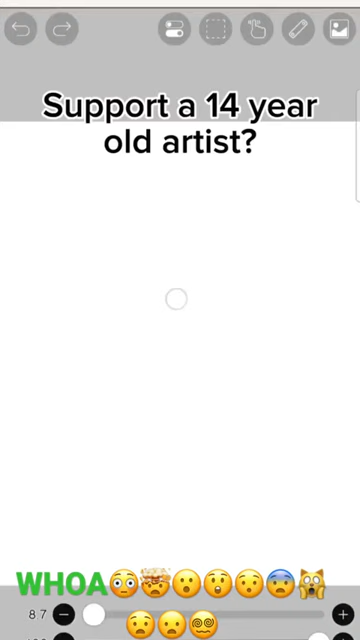 Support a 14 year
old artist?
WHOA😳🤯😮😲😯😨🙀
8.7
😧😦😵‍💫